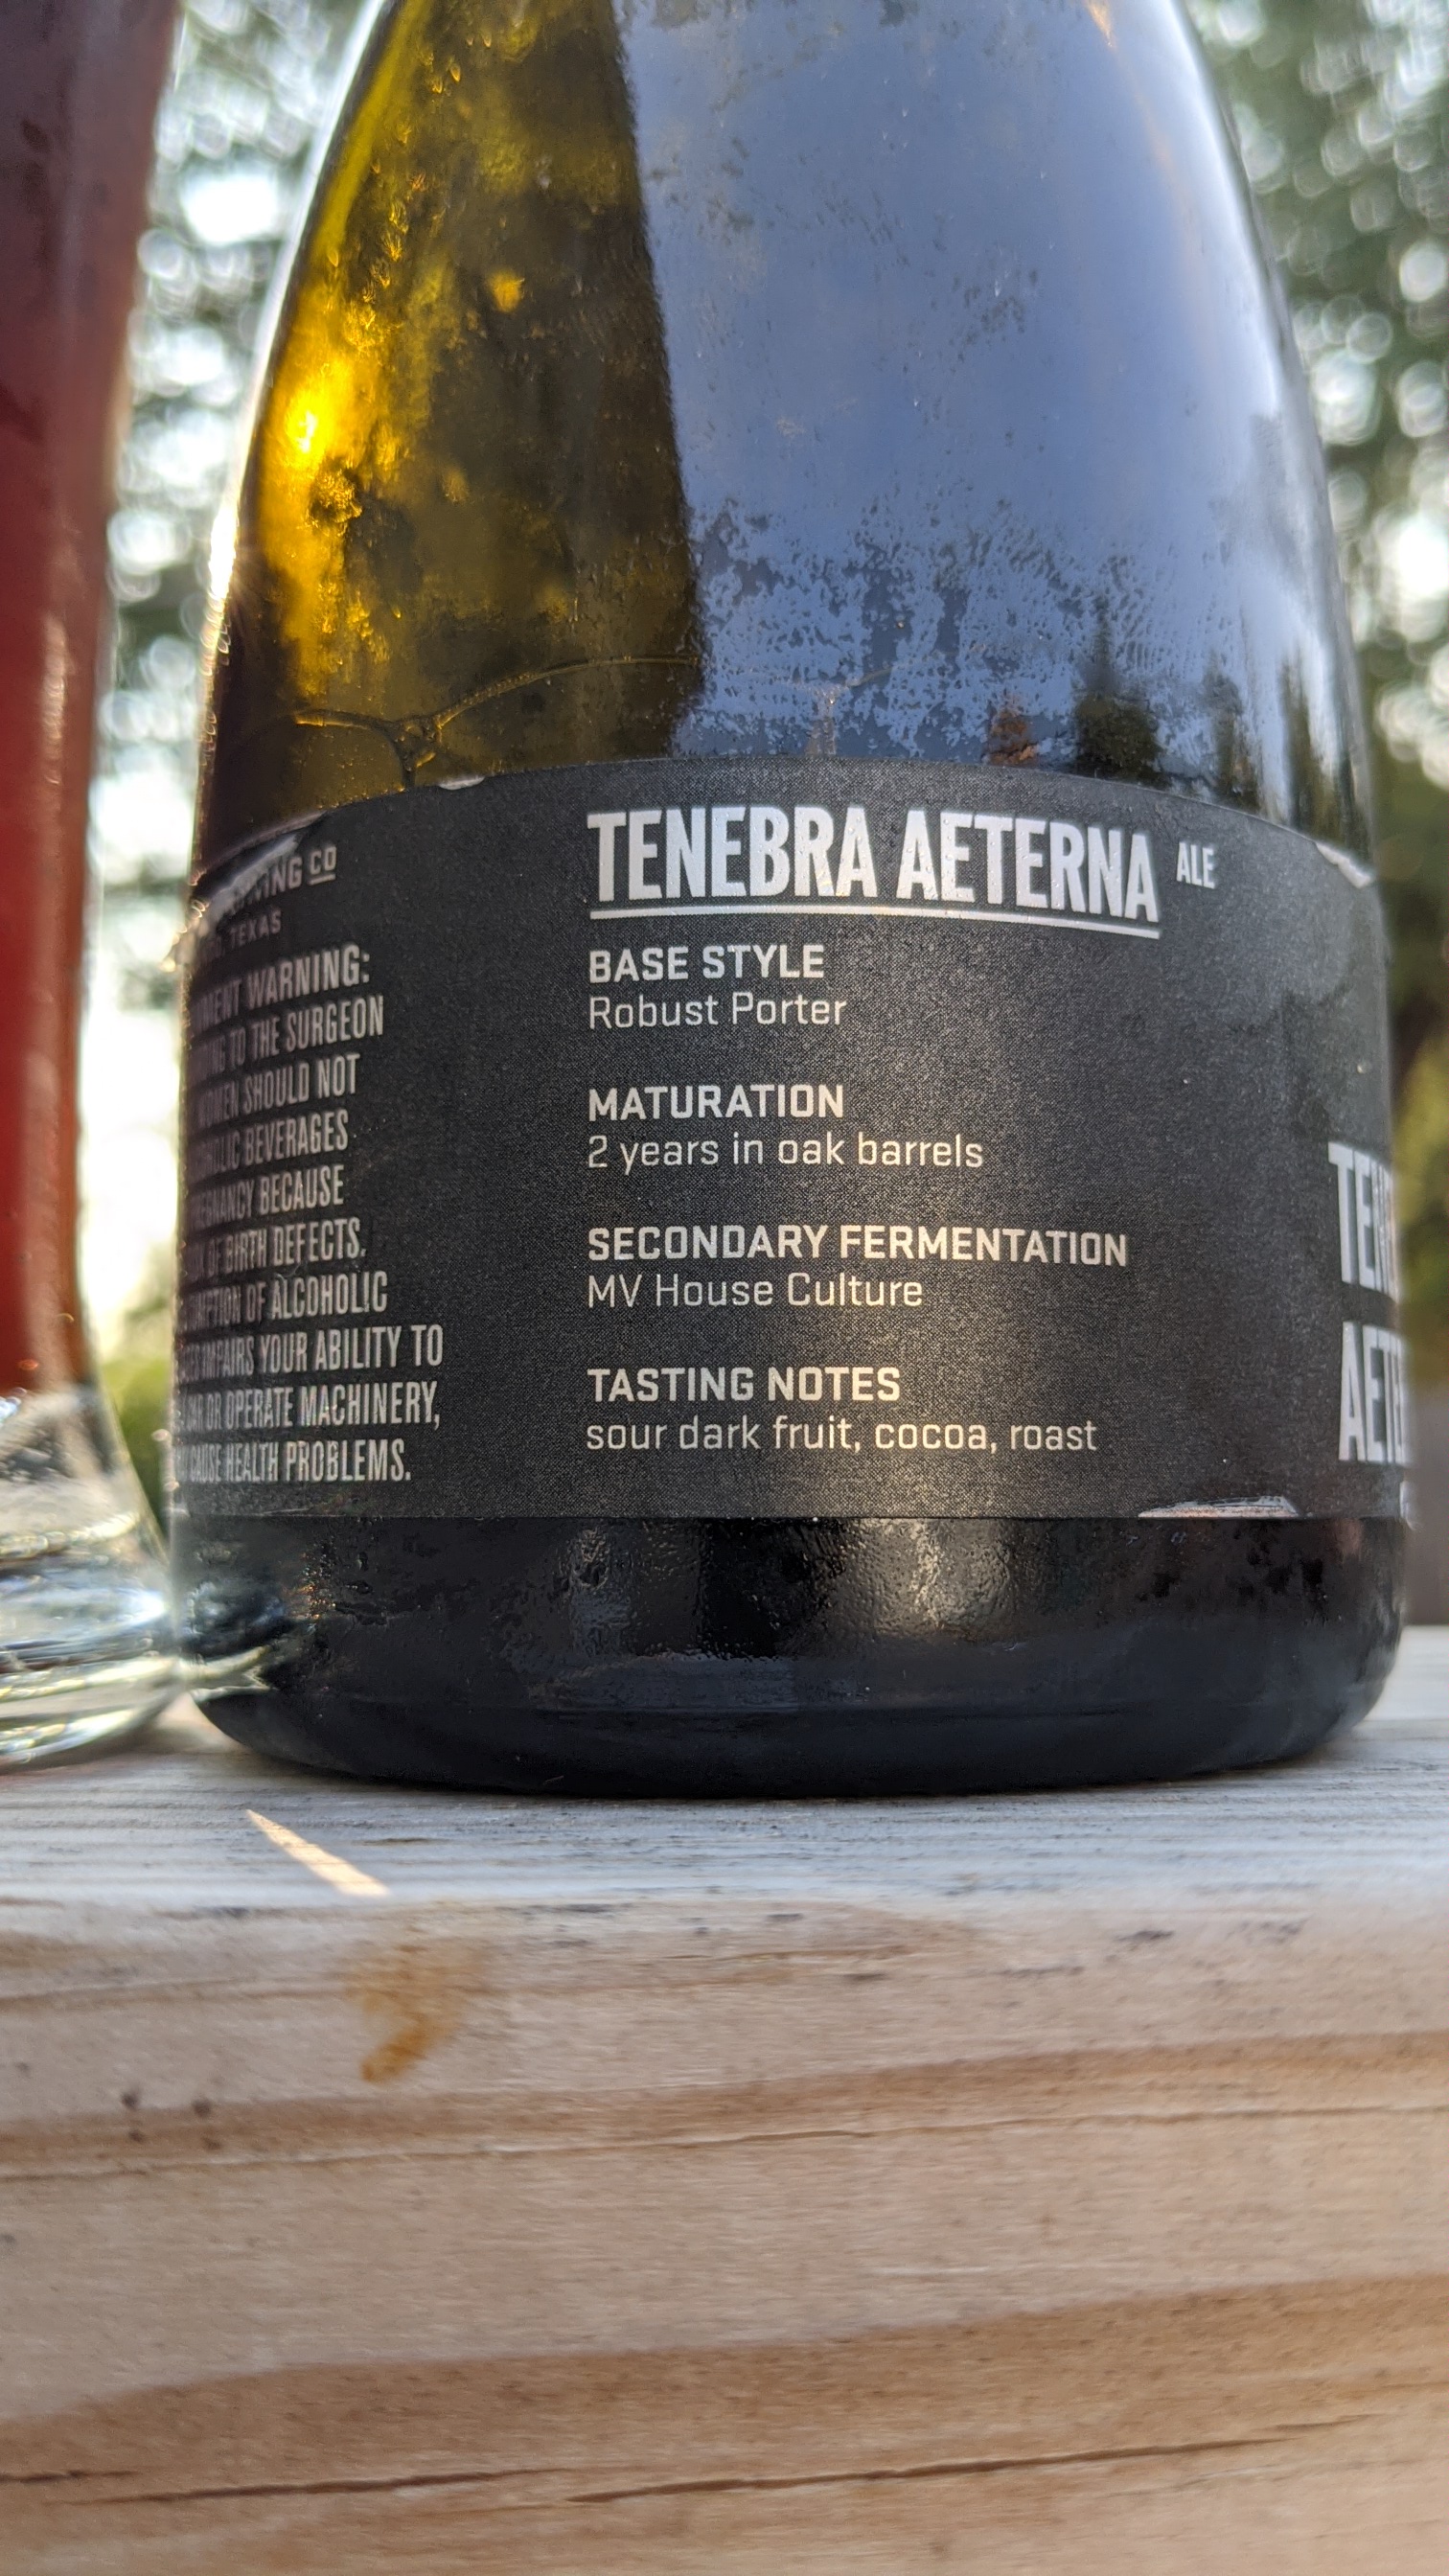 CO
TEXAS
WARNING:
TO THE SURGEON
WOMEN SHOULD NOT
BEVERAGES
BECAUSE
OF BIRTH DEFECTS.
OF ALCOHOLIC
IMPAIRS YOUR ABILITY TO
OR OPERATE MACHINERY,
CAUSE HEALTH PROBLEMS.
TENEBRA AETERNA ALE
BASE STYLE
Robust Porter
MATURATION
2 years in oak barrels
SECONDARY FERMENTATION
MV House Culture
TASTING NOTES
sour dark fruit, cocoa, roast